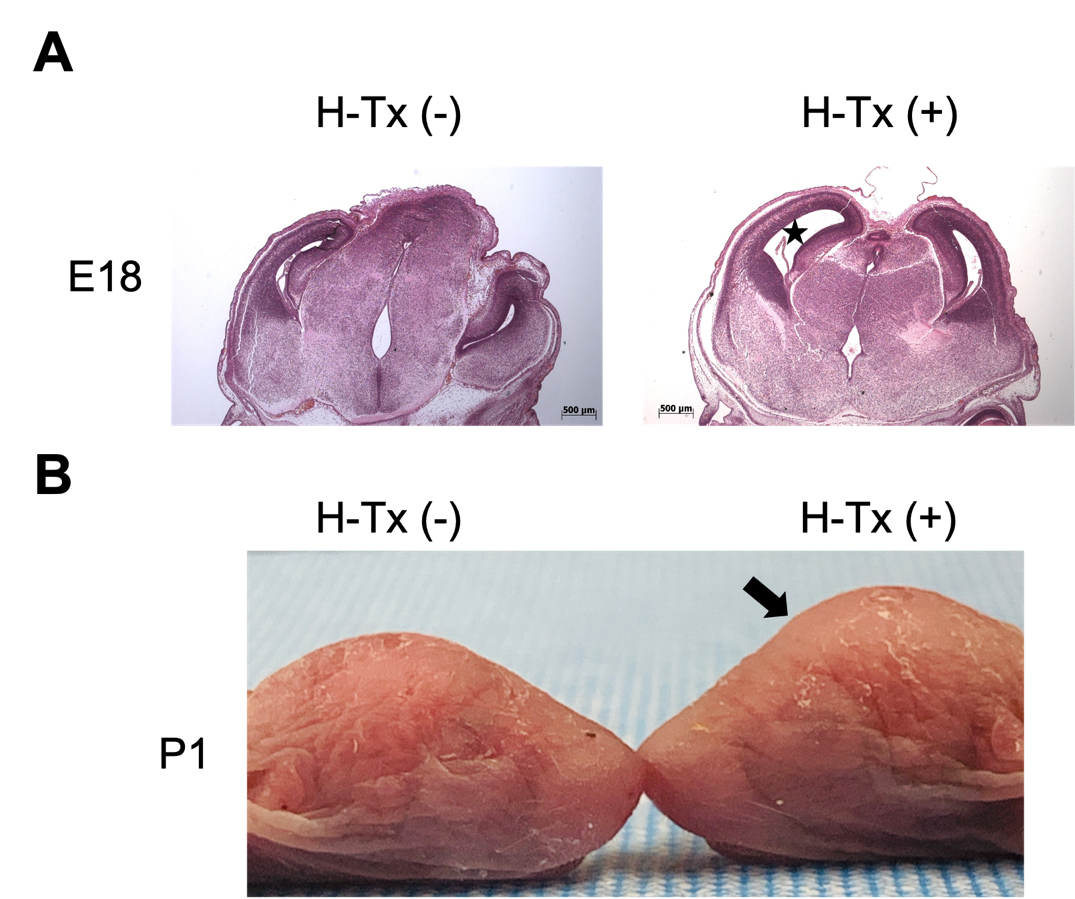 A
H-Tx (-)
H-Tx (+)
E18
500 µm
500 µm
B
H-Tx (-)
H-Tx (+)
P1